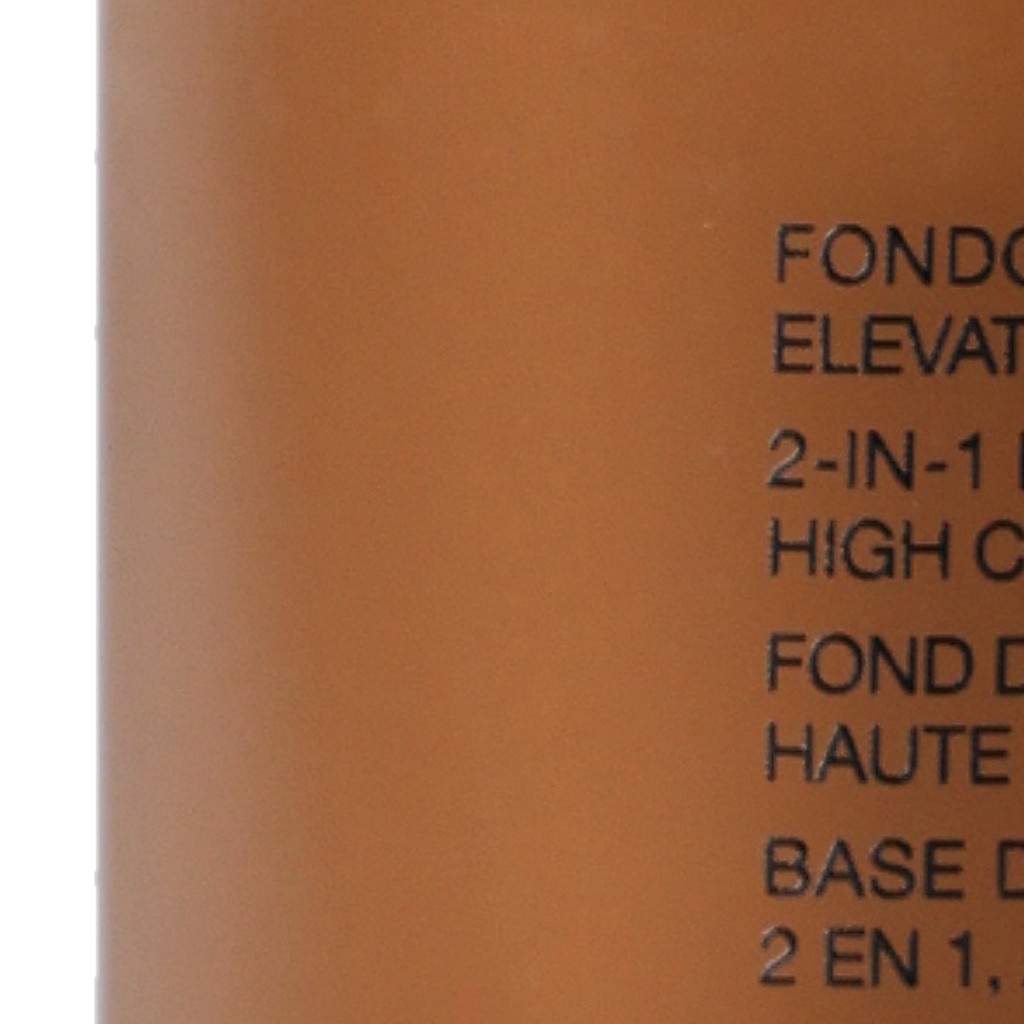 FONDO
ELEVAT
2-IN-1
HIGH C
FOND D
HAUTE
BASE D
2 EN 1,